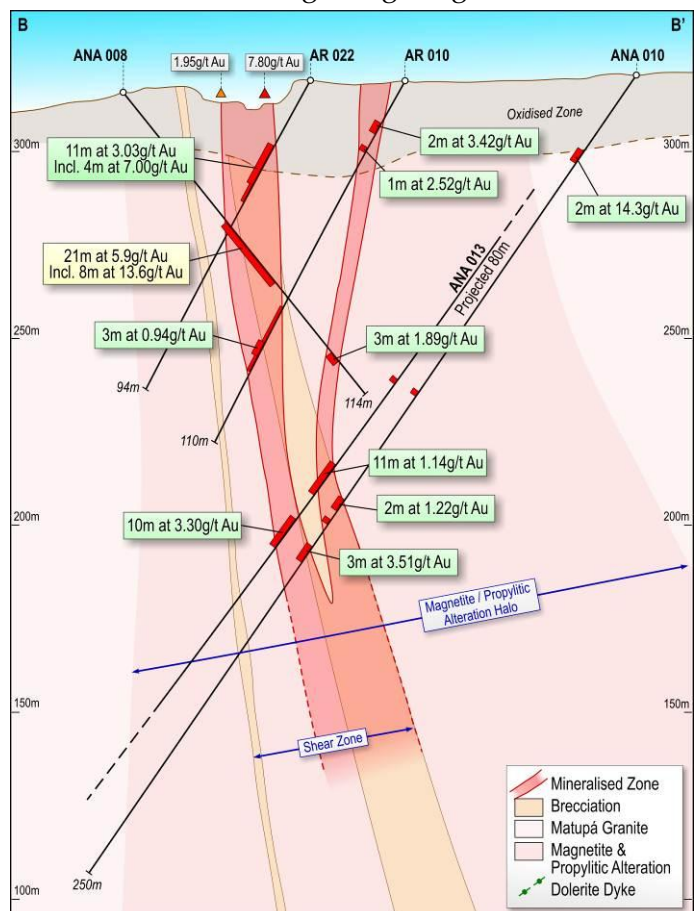 B
B'
ANA 008
1.95g/t Au
7.80g/t Au
AR 022
AR 010
ANA 010
Oxidised Zone
300m
300m
11m at 3.03g/t Au
Incl. 4m at 7.00g/t Au
2m at 3.42g/t Au
1m at 2.52g/t Au
2m at 14.3g/t Au
21m at 5.9g/t Au
Incl. 8m at 13.6g/t Au
ANA 013
Projected 80m
250m
250m
3m at 0.94g/t Au
3m at 1.89g/t Au
94m
114m
110m
11m at 1.14g/t Au
2m at 1.22g/t Au
200m
200m
10m at 3.30g/t Au
3m at 3.51g/t Au
Magnetite / Propylitic
Alteration Halo
150m
150m
Shear Zone
Mineralised Zone
Brecciation
Matupá Granite
Magnetite &
Propylitic Alteration
Dolerite Dyke
250m
100m
100m